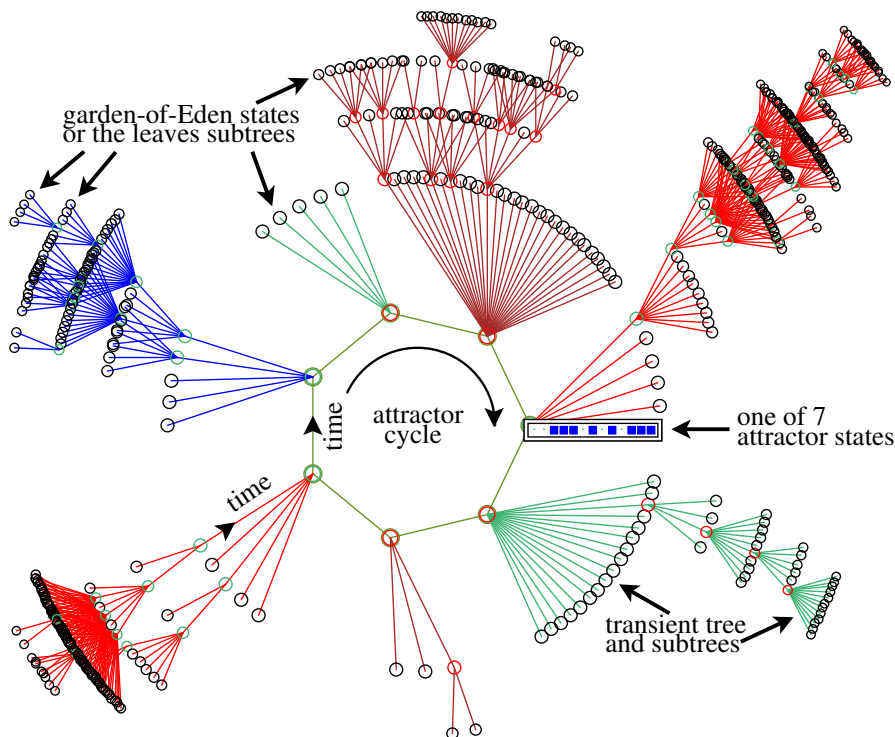 garden-of-Eden states
or the leaves subtrees
time
attractor
cycle
one of 7
attractor states
time
transient tree
and subtrees